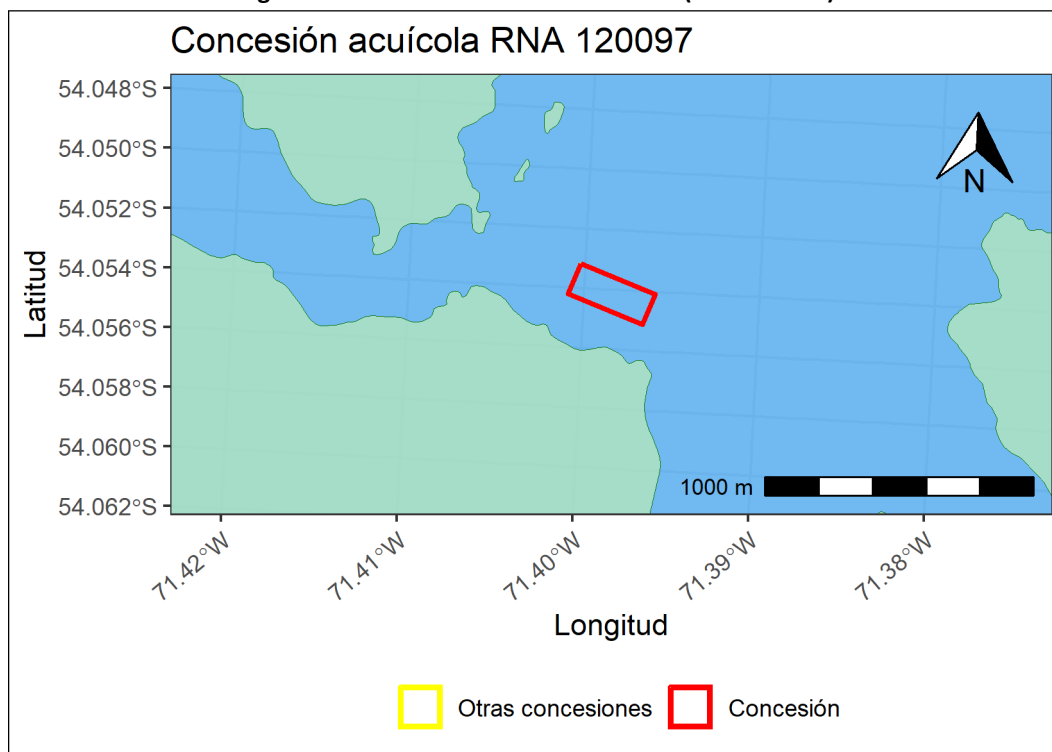 Concesión acuícola RNA 120097
54.048°S
54.050°S
54.052°S
54.054°S
54.056°S
54.058°S
54.060°S
54.062°S
Latitud
N
1000 m
71.42°W
71.41°W
71.40°W
71.39°W
71.38°W
Longitud
Otras concesiones
Concesión